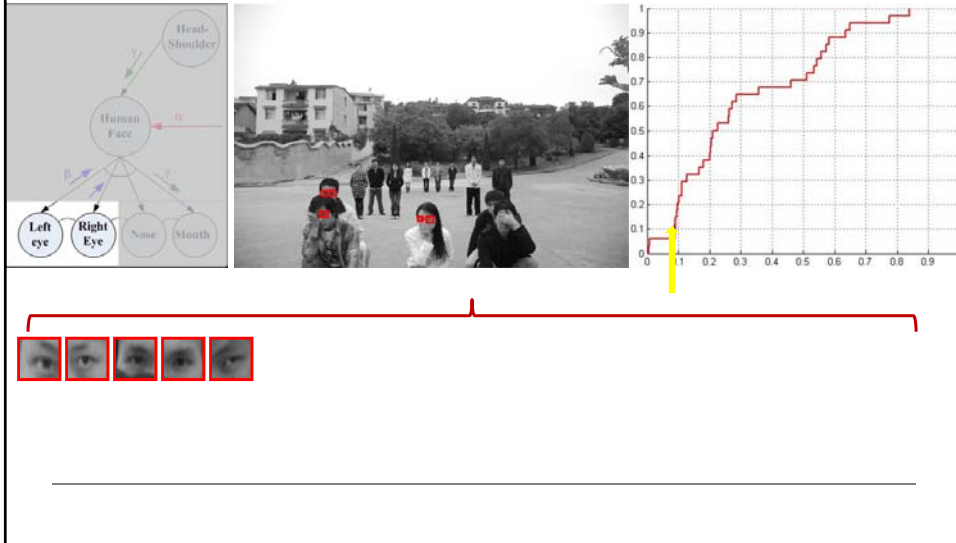 Head-
Shoulder
γ
Human
Face
α
β
γ
Left
eye
Right
Eye
Nose
Mouth
1
0.9
0.8
0.7
0.6
0.5
0.4
0.3
0.2
0.1
0
0 0.1 0.2 0.3 0.4 0.5 0.6 0.7 0.8 0.9